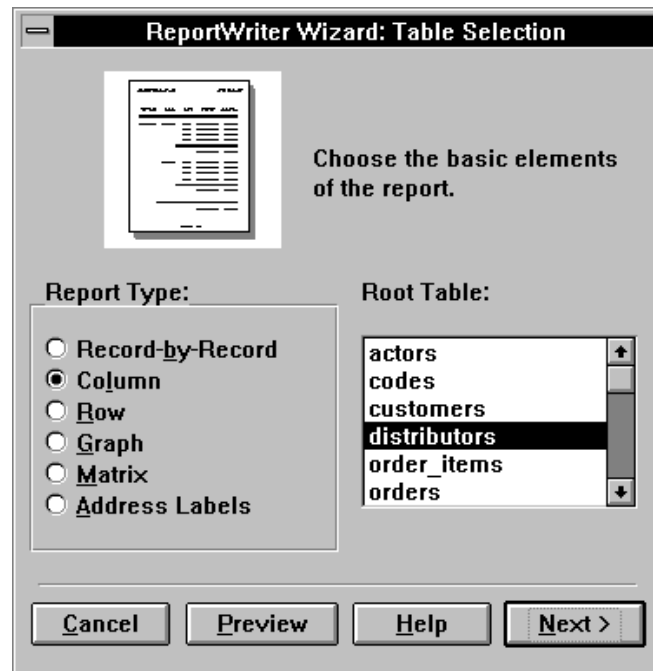 ReportWriter Wizard: Table Selection
Choose the basic elements
of the report.
Report Type:
Record-by-Record
Column
Row
Graph
Matrix
Address Labels
Root Table:
actors
codes
customers
distributors
order_items
orders
Cancel
Preview
Help
Next >